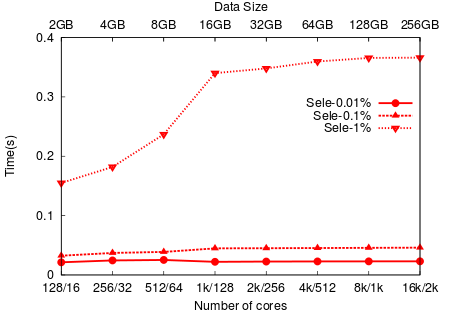 Data Size
2GB 4GB 8GB 16GB 32GB 64GB 128GB 256GB
0.4
0.3
0.2
0.1
0
Time(s)
Sele-0.01%
Sele-0.1%
Sele-1%
128/16 256/32 512/64 1k/128 2k/256 4k/512 8k/1k 16k/2k
Number of cores